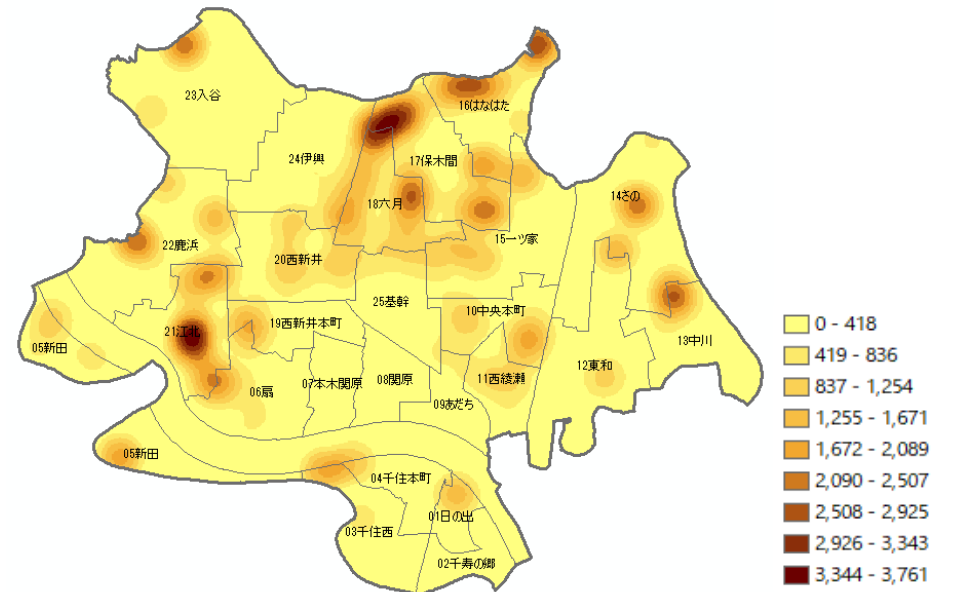 23入谷
16はなはた
24伊興
17保木間
14さの
18六月
15一ツ家
22鹿浜
20西新井
25基幹
10中央本町
19西新井本町
21江北
13中川
05新田
12東和
11西綾瀬
07本木関原
08関原
06扇
09あだち
05新田
04千住本町
01日の出
03千住西
02千寿の郷
0 - 418
419 - 836
837 - 1,254
1,255 - 1,671
1,672 - 2,089
2,090 - 2,507
2,508 - 2,925
2,926 - 3,343
3,344 - 3,761